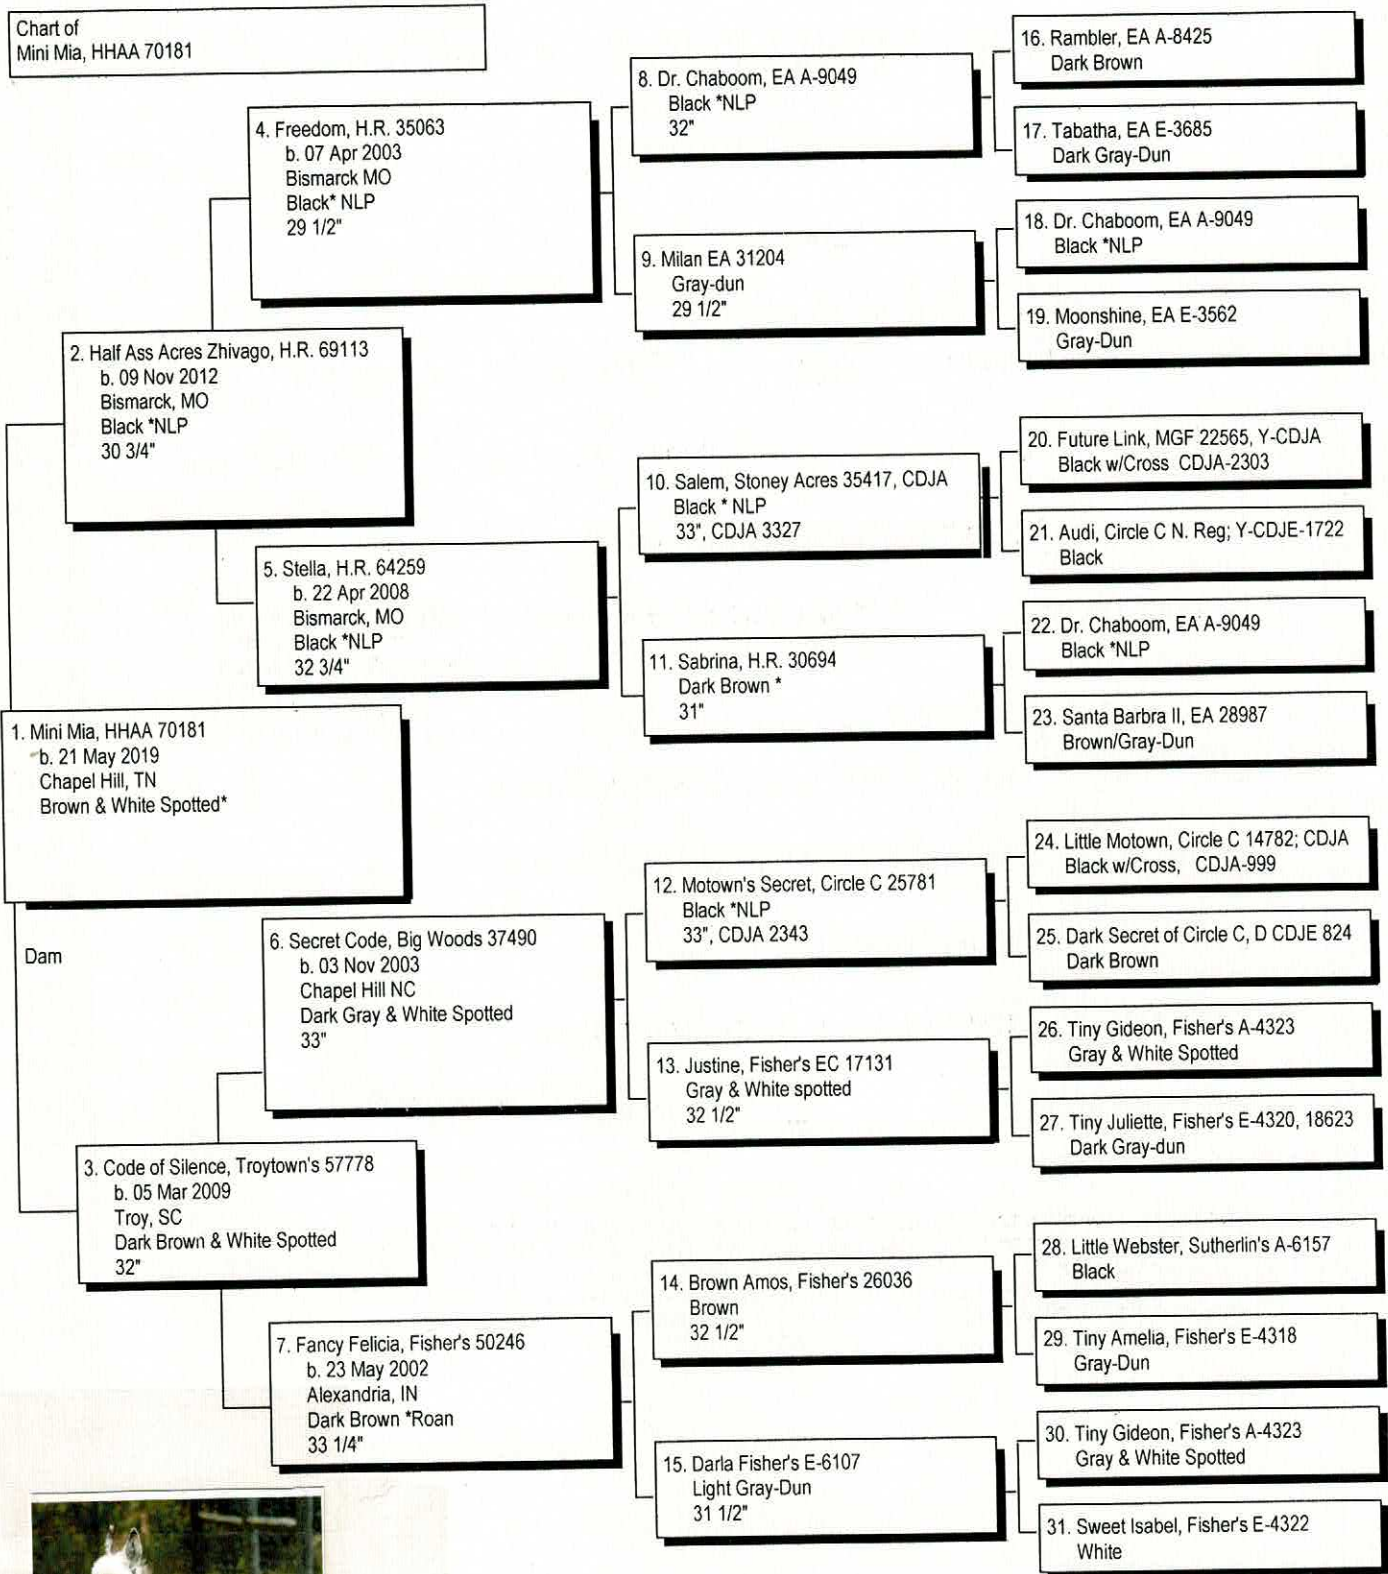 Chart of
Mini Mia, HHAA 70181
1. Mini Mia, HHAA 70181
b. 21 May 2019
Chapel Hill, TN
Brown & White Spotted*
Dam
2. Half Ass Acres Zhivago, H.R. 69113
b. 09 Nov 2012
Bismarck, MO
Black *NLP
30 3/4"
3. Code of Silence, Troytown's 57778
b. 05 Mar 2009
Troy, SC
Dark Brown & White Spotted
32"
4. Freedom, H.R. 35063
b. 07 Apr 2003
Bismarck MO
Black* NLP
29 1/2"
5. Stella, H.R. 64259
b. 22 Apr 2008
Bismarck, MO
Black *NLP
32 3/4"
6. Secret Code, Big Woods 37490
b. 03 Nov 2003
Chapel Hill NC
Dark Gray & White Spotted
33"
7. Fancy Felicia, Fisher's 50246
b. 23 May 2002
Alexandria, IN
Dark Brown *Roan
33 1/4"
8. Dr. Chaboom, EA A-9049
Black *NLP
32"
9. Milan EA 31204
Gray-dun
29 1/2"
10. Salem, Stoney Acres 35417, CDJA
Black * NLP
33", CDJA 3327
11. Sabrina, H.R. 30694
Dark Brown *
31"
12. Motown's Secret, Circle C 25781
Black *NLP
33", CDJA 2343
13. Justine, Fisher's EC 17131
Gray & White spotted
32 1/2"
14. Brown Amos, Fisher's 26036
Brown
32 1/2"
15. Darla Fisher's E-6107
Light Gray-Dun
31 1/2"
16. Rambler, EA A-8425
Dark Brown
17. Tabatha, EA E-3685
Dark Gray-Dun
18. Dr. Chaboom, EA A-9049
Black *NLP
19. Moonshine, EA E-3562
Gray-Dun
20. Future Link, MGF 22565, Y-CDJA
Black w/Cross CDJA-2303
21. Audi, Circle C N. Reg; Y-CDJE-1722
Black
22. Dr. Chaboom, EA A-9049
Black *NLP
23. Santa Barbra II, EA 28987
Brown/Gray-Dun
24. Little Motown, Circle C 14782; CDJA
Black w/Cross, CDJA-999
25. Dark Secret of Circle C, D CDJE 824
Dark Brown
26. Tiny Gideon, Fisher's A-4323
Gray & White Spotted
27. Tiny Juliette, Fisher's E-4320, 18623
Dark Gray-dun
28. Little Webster, Sutherlin's A-6157
Black
29. Tiny Amelia, Fisher's E-4318
Gray-Dun
30. Tiny Gideon, Fisher's A-4323
Gray & White Spotted
31. Sweet Isabel, Fisher's E-4322
White